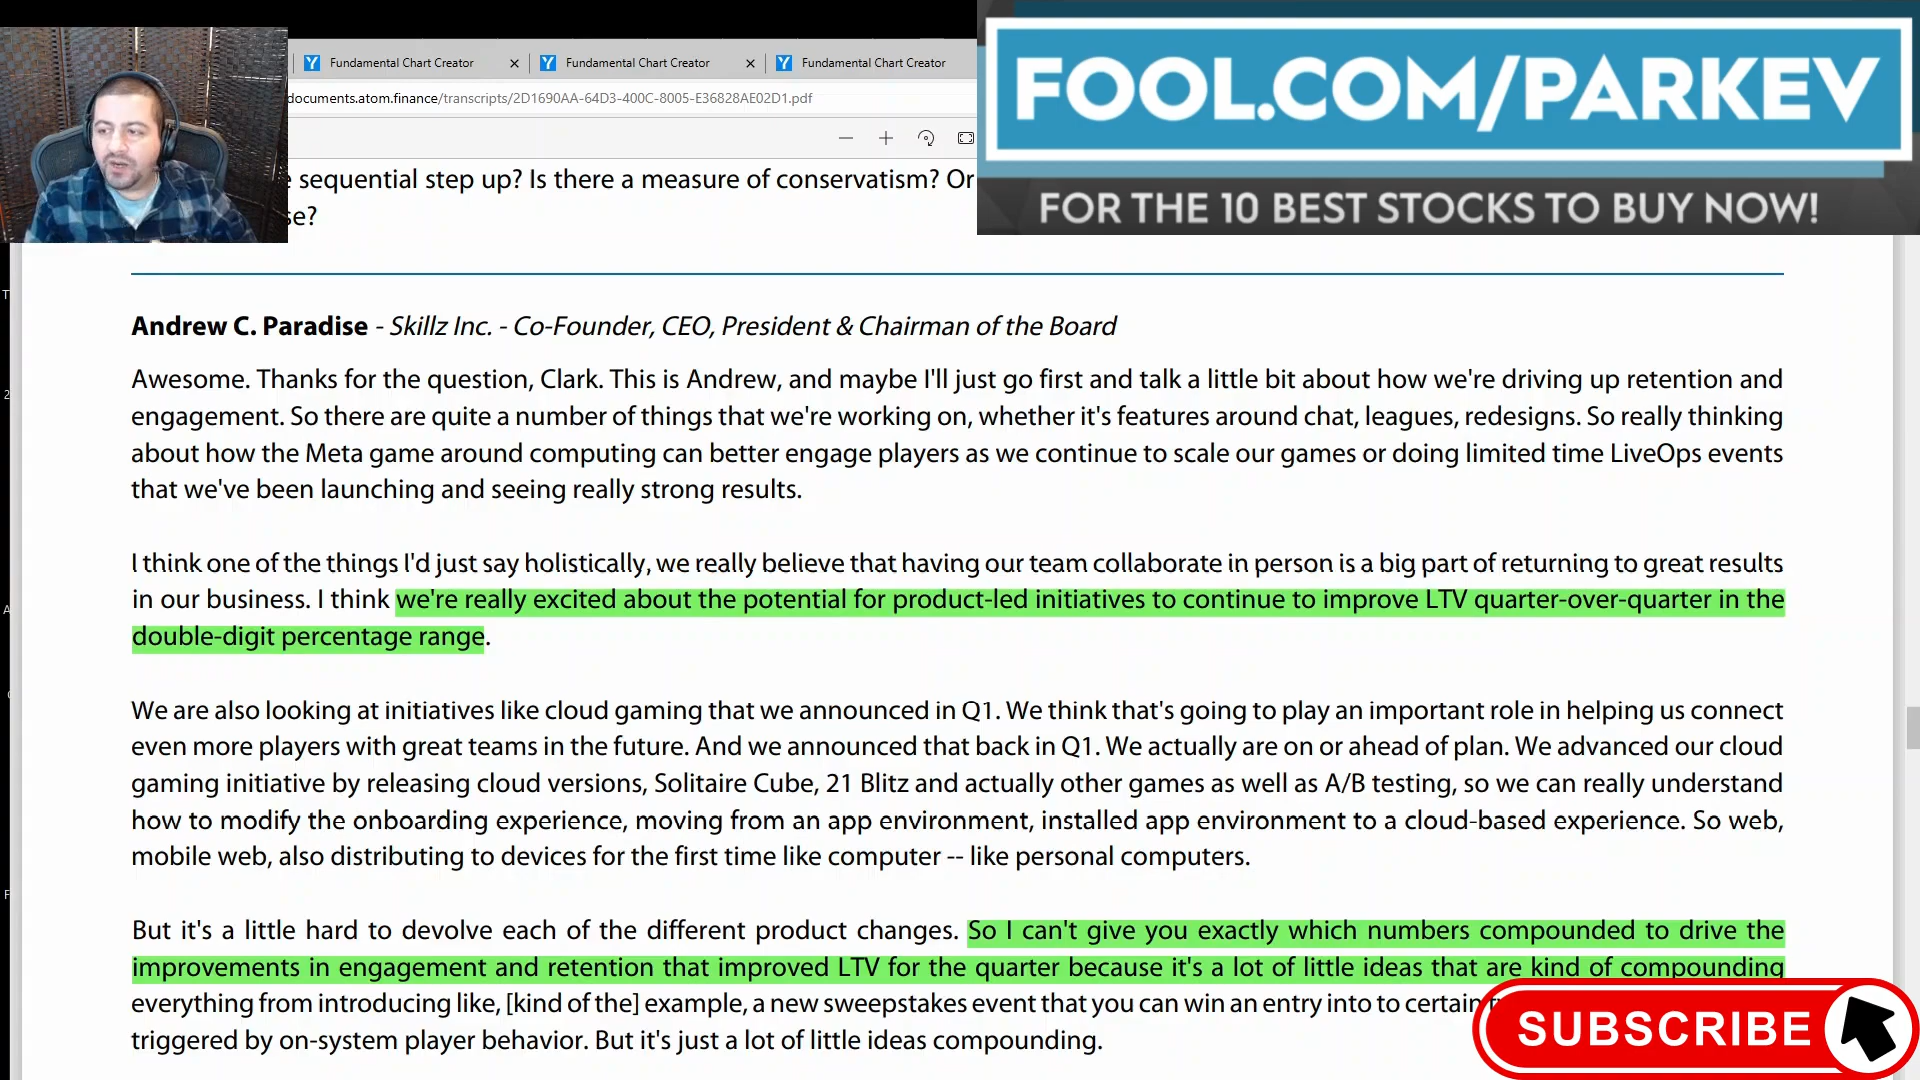 FOOL.COM/PARKEV
Fundamental Chart Creator
Fundamental Chart Creator
Fundamental Chart Creator
documents.atom.finance/transcripts/2D1690AA-64D3-400C-8005-E36828AE02D1.pdf
FOR THE 10 BEST STOCKS TO BUY NOW!
sequential step up? Is there a measure of conservatism? Or
se?
Andrew C. Paradise - Skillz Inc. - Co-Founder, CEO, President & Chairman of the Board
Awesome. Thanks for the question, Clark. This is Andrew, and maybe I'll just go first and talk a little bit about how we're driving up retention and
engagement. So there are quite a number of things that we're working on, whether it's features around chat, leagues, redesigns. So really thinking
about how the Meta game around computing can better engage players as we continue to scale our games or doing limited time LiveOps events
that we've been launching and seeing really strong results.
I think one of the things I'd just say holistically, we really believe that having our team collaborate in person is a big part of returning to great results
in our business. I think we're really excited about the potential for product-led initiatives to continue to improve LTV quarter-over-quarter in the
double-digit percentage range.
We are also looking at initiatives like cloud gaming that we announced in Q1. We think that's going to play an important role in helping us connect
even more players with great teams in the future. And we announced that back in Q1. We actually are on or ahead of plan. We advanced our cloud
gaming initiative by releasing cloud versions, Solitaire Cube, 21 Blitz and actually other games as well as A/B testing, so we can really understand
how to modify the onboarding experience, moving from an app environment, installed app environment to a cloud-based experience. So web,
mobile web, also distributing to devices for the first time like computer -- like personal computers.
But it's a little hard to devolve each of the different product changes. So I can't give you exactly which numbers compounded to drive the
improvements in engagement and retention that improved LTV for the quarter because it's a lot of little ideas that are kind of compounding
everything from introducing like, [kind of the] example, a new sweepstakes event that you can win an entry into to certain
triggered by on-system player behavior. But it's just a lot of little ideas compounding.
SUBSCRIBE